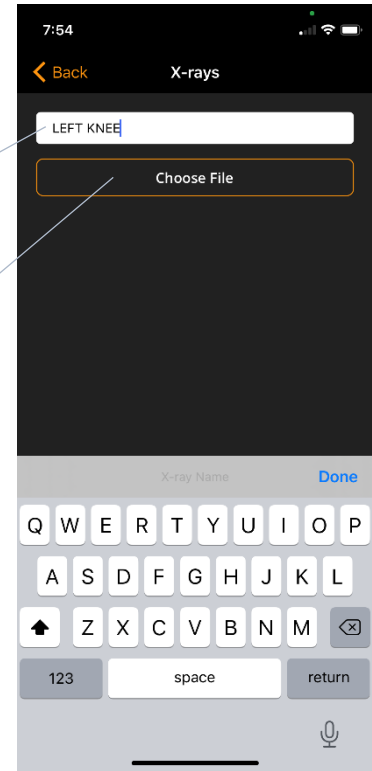 7:54
Back X-rays
LEFT KNEE
Choose File
X-ray Name Done
Q W E R T Y U I O P
A S D F G H J K L
Z X C V B N M
123 space return